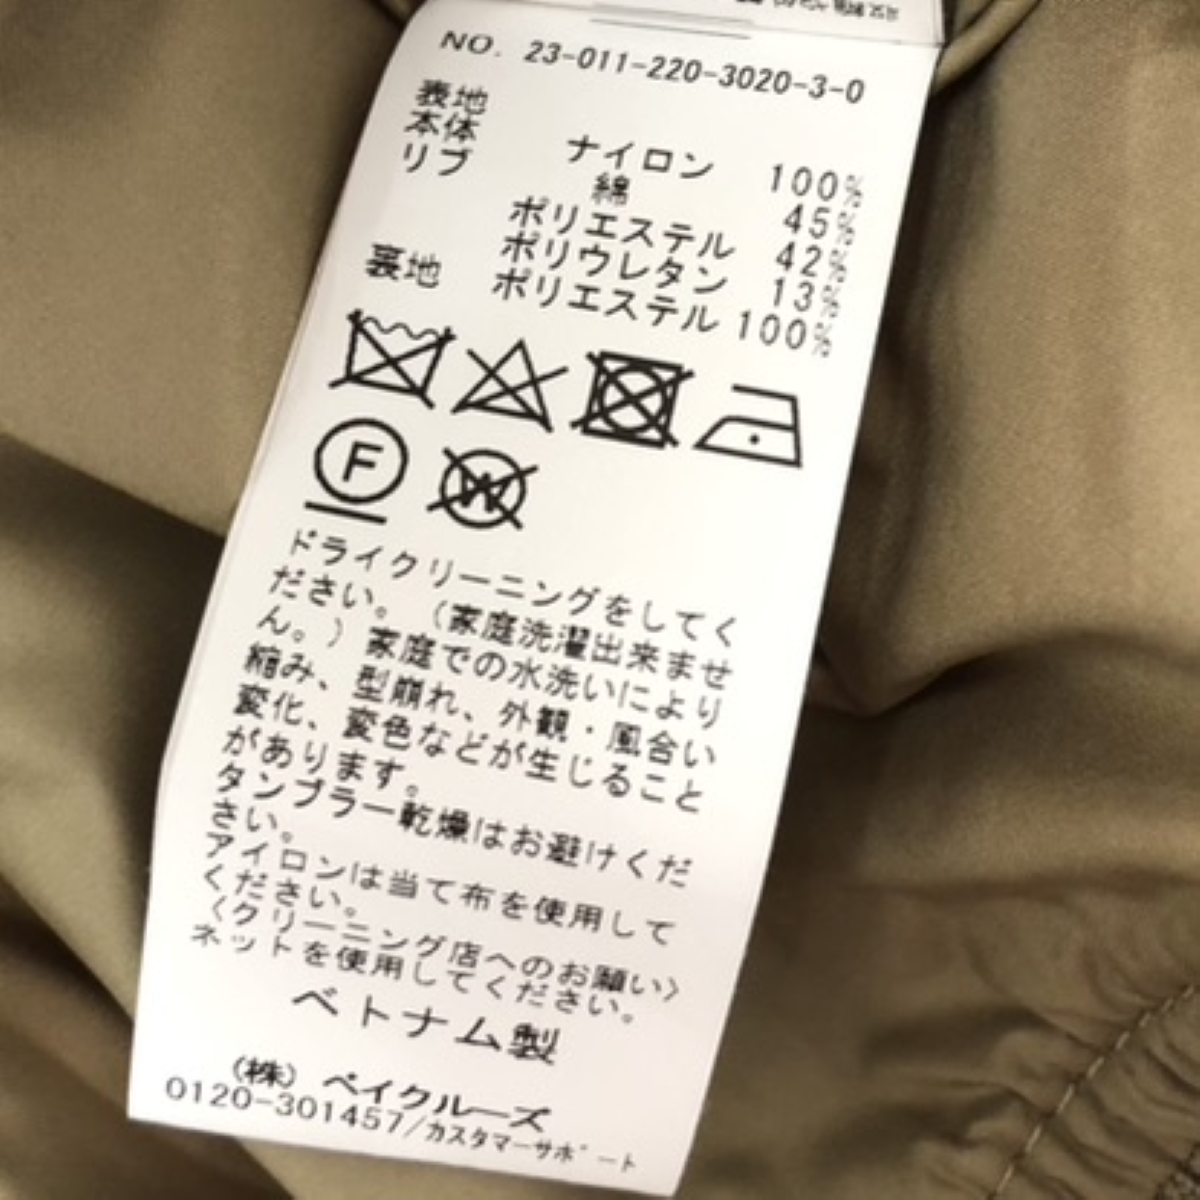 NO. 23-011-220-3020-3-0
表地
本体 ナイロン 100%
リブ 綿 45%
ポリエステル 42%
ポリウレタン 13%
裏地 ポリエステル 100%
F
W
ドライクリーニングをしてく
ださい。(家庭洗濯出来ませ
ん。)家庭での水洗いにより
縮み、型崩れ、外観・風合い
変化、変色などが生じること
があります。
タンブラー乾燥はお避けくだ
さい。
アイロンは当て布を使用して
ください。
〈クリーニング店へのお願い〉
ネットを使用してください。
ベトナム製
(株) ベイクルーズ
0120-301457/カスタマーサポート